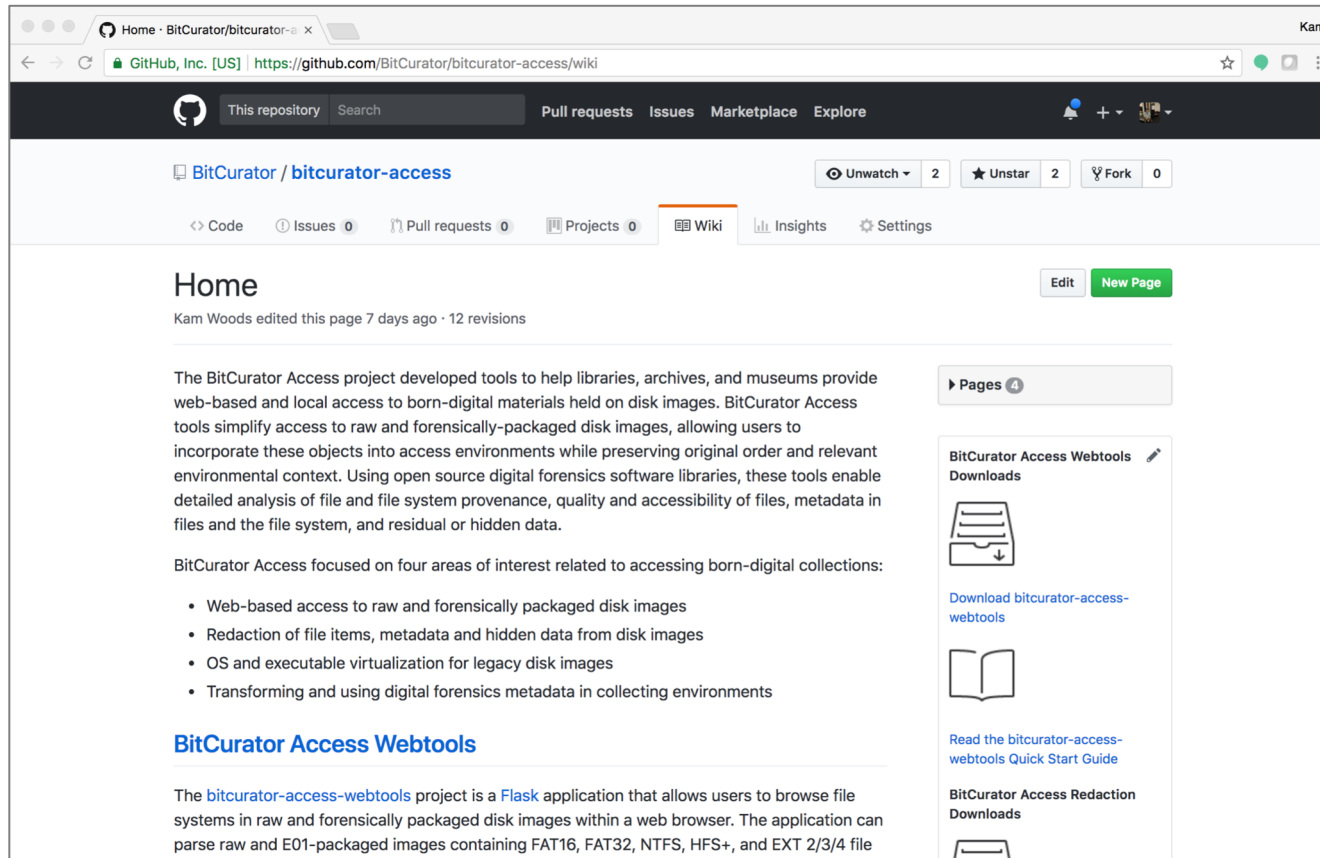 Home · BitCurator/bitcurator-a
Kam
GitHub, Inc. [US] https://github.com/BitCurator/bitcurator-access/wiki
This repository Search Pull requests Issues Marketplace Explore
BitCurator / bitcurator-access Unwatch 2 Unstar 2 Fork 0
Code Issues 0 Pull requests 0 Projects 0 Wiki Insights Settings
Home
Edit New Page
Kam Woods edited this page 7 days ago · 12 revisions
The BitCurator Access project developed tools to help libraries, archives, and museums provide
web-based and local access to born-digital materials held on disk images. BitCurator Access
tools simplify access to raw and forensically-packaged disk images, allowing users to
incorporate these objects into access environments while preserving original order and relevant
environmental context. Using open source digital forensics software libraries, these tools enable
detailed analysis of file and file system provenance, quality and accessibility of files, metadata in
files and the file system, and residual or hidden data.
BitCurator Access focused on four areas of interest related to accessing born-digital collections:
• Web-based access to raw and forensically packaged disk images
• Redaction of file items, metadata and hidden data from disk images
• OS and executable virtualization for legacy disk images
• Transforming and using digital forensics metadata in collecting environments
BitCurator Access Webtools
The bitcurator-access-webtools project is a Flask application that allows users to browse file
systems in raw and forensically packaged disk images within a web browser. The application can
parse raw and E01-packaged images containing FAT16, FAT32, NTFS, HFS+, and EXT 2/3/4 file
Pages 4
BitCurator Access Webtools
Downloads
Download bitcurator-access-
webtools
Read the bitcurator-access-
webtools Quick Start Guide
BitCurator Access Redaction
Downloads